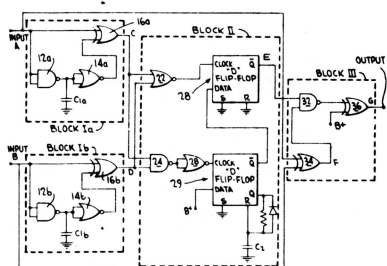 INPUT A
12a
14a
16a
C
C1a
BLOCK Ia
INPUT B
12b
14b
16b
D
C1b
BLOCK Ib
BLOCK II
22
24
26
CLOCK Q̄
"D"
FLIP-FLOP
DATA
S R
28
E
CLOCK Q̄
"D"
FLIP-FLOP Q
DATA
S R
29
B+
C2
BLOCK III
32
34
36
B+
F
G
OUTPUT